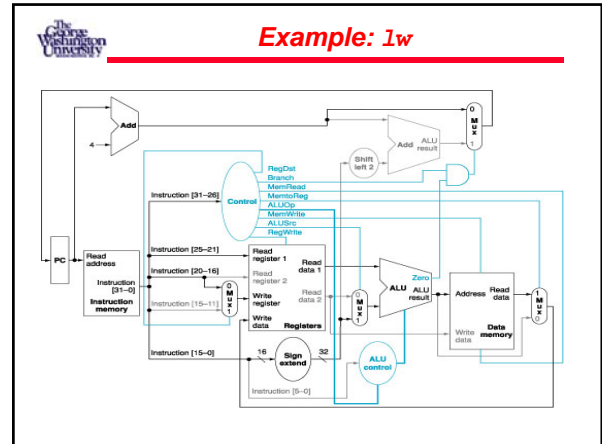 The
George
Washington
University
Example: lw
0
M
u
x
1
Add
4
Add
ALU
result
Shift
left 2
RegDst
Branch
MemRead
MemtoReg
ALUOp
MemWrite
ALUSrc
RegWrite
Control
Instruction [31–26]
Instruction [25–21]
Instruction [20–16]
Instruction [15–11]
Instruction [15–0]
PC
Read
address
Instruction
[31–0]
Instruction
memory
0
M
u
x
1
Read
register 1
Read
register 2
Write
register
Write
data
Read
data 1
Read
data 2
Registers
0
M
u
x
1
Zero
ALU
ALU
result
Address
Read
data
Write
data
Data
memory
1
M
u
x
0
16
Sign
extend
32
ALU
control
Instruction [5–0]